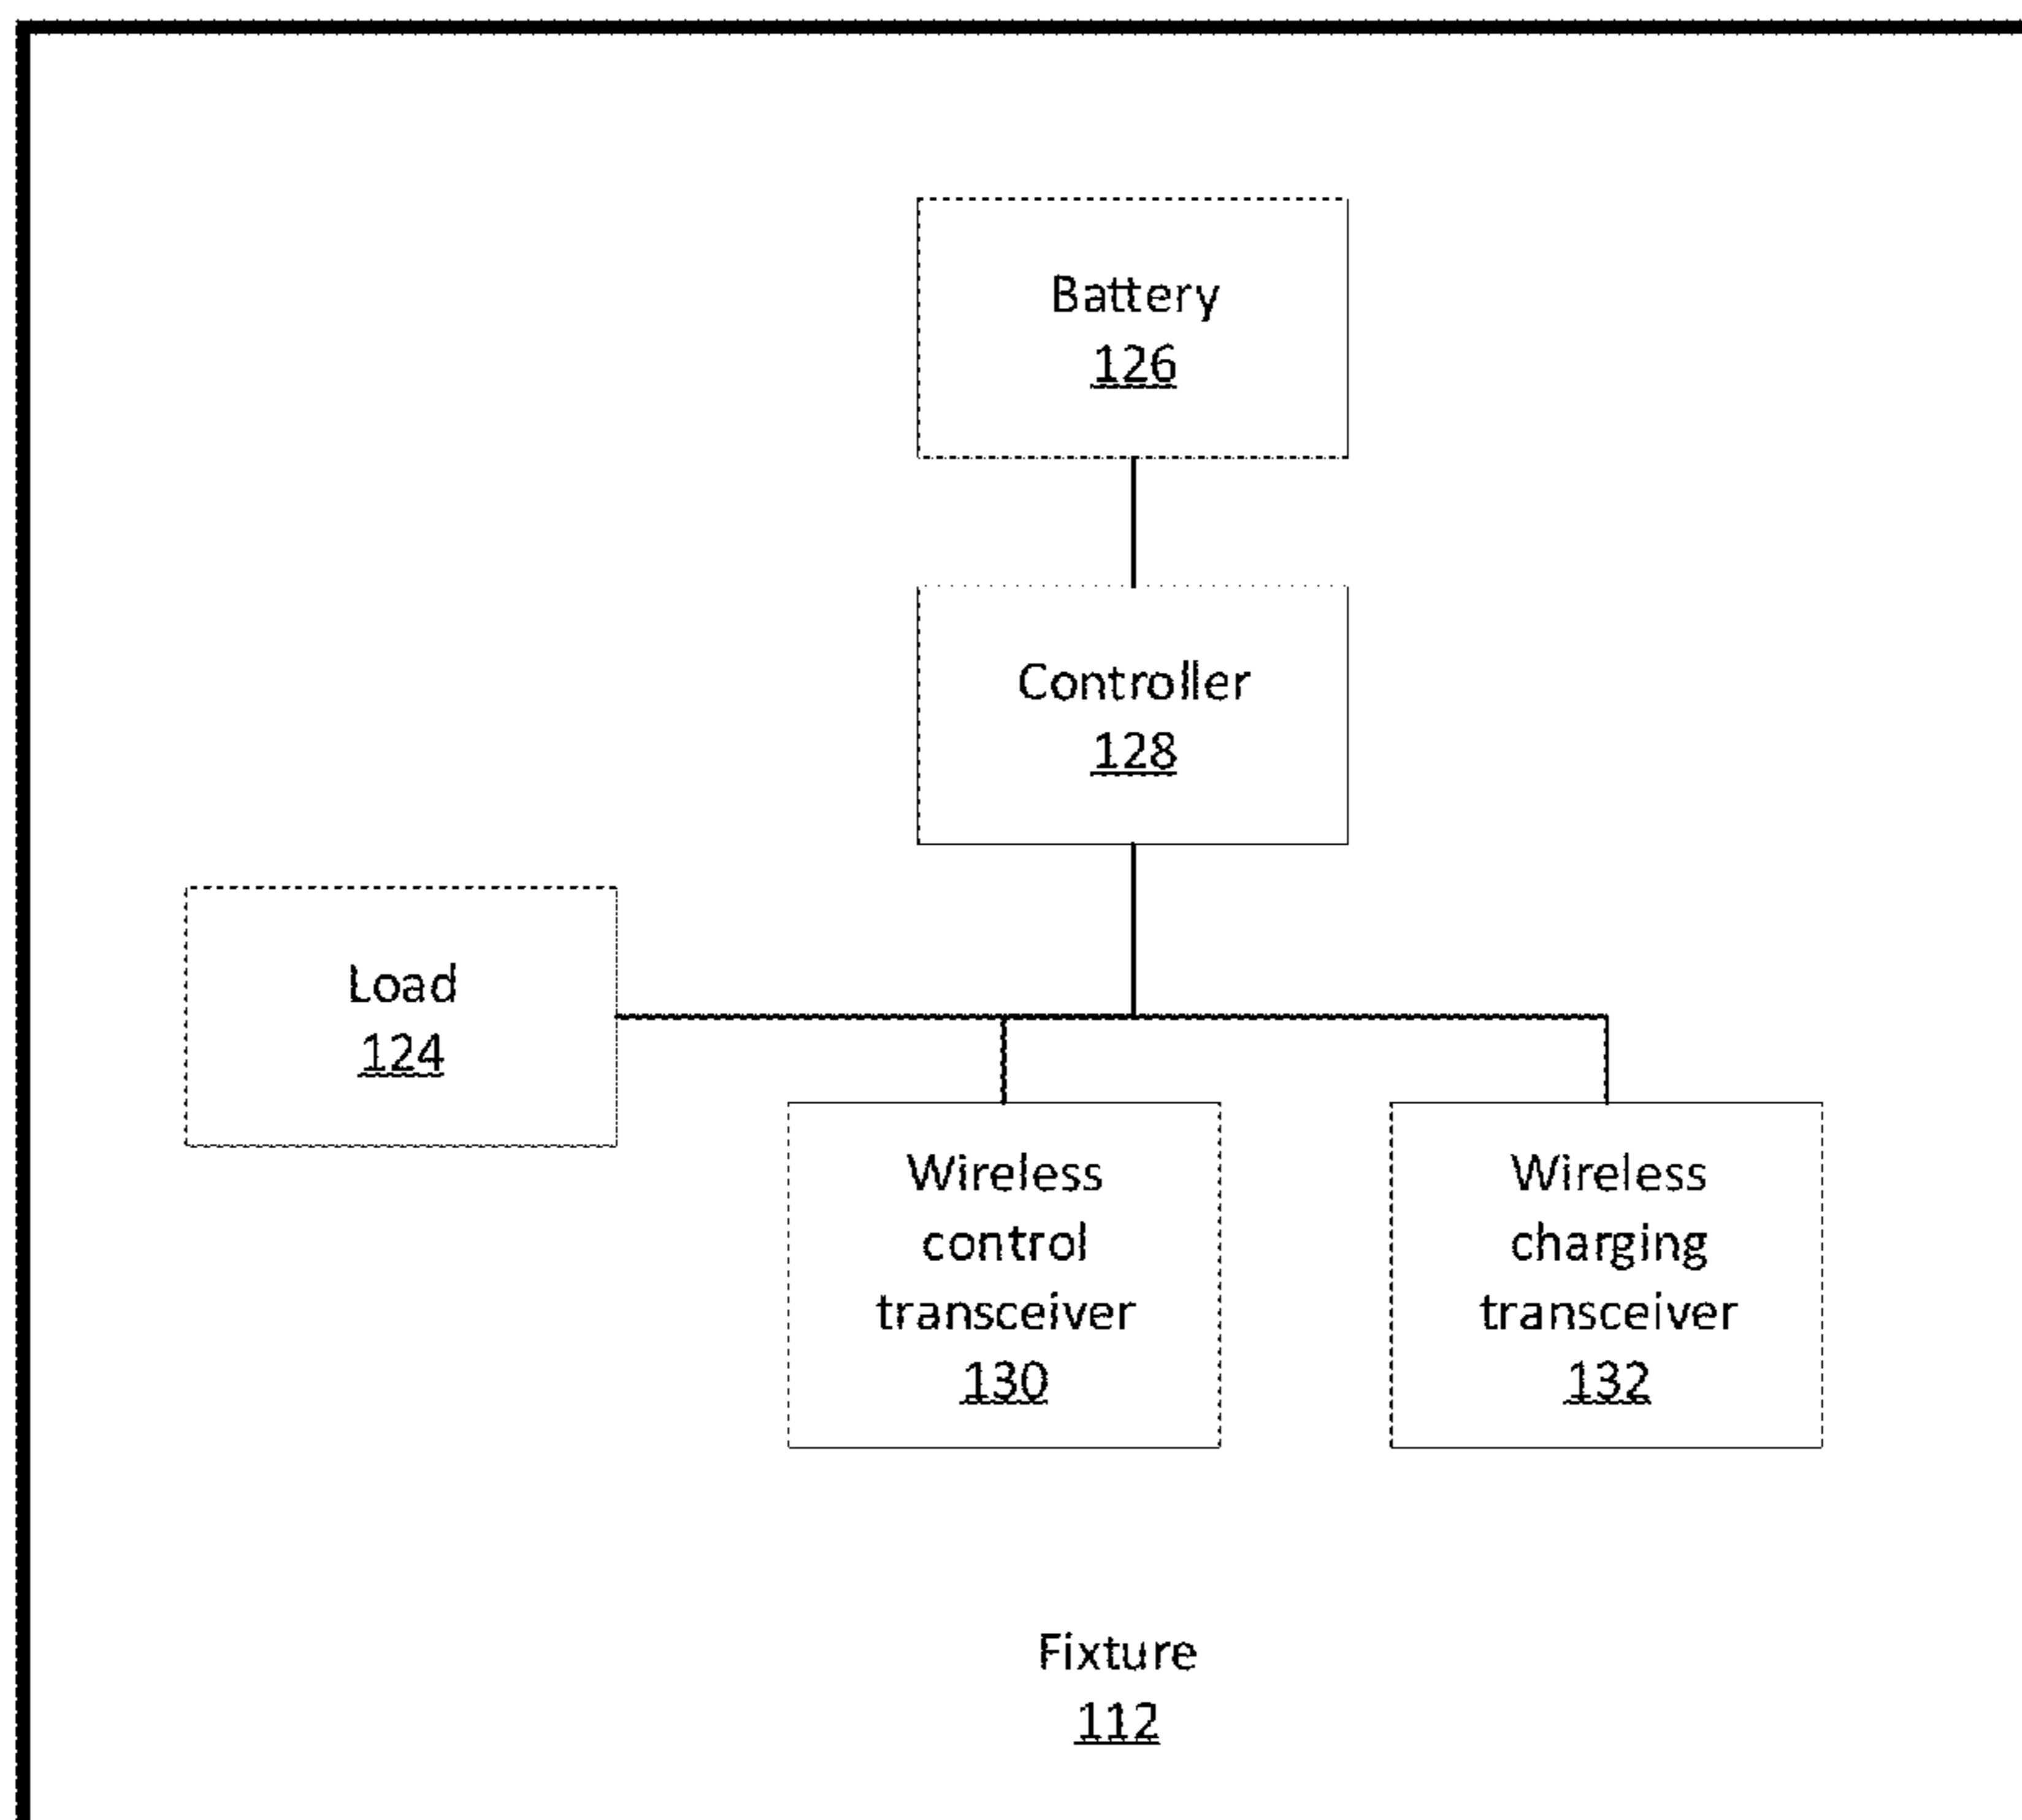 Battery
126
Controller
128
Load
124
Wireless
control
transceiver
130
Wireless
charging
transceiver
132
Fixture
112